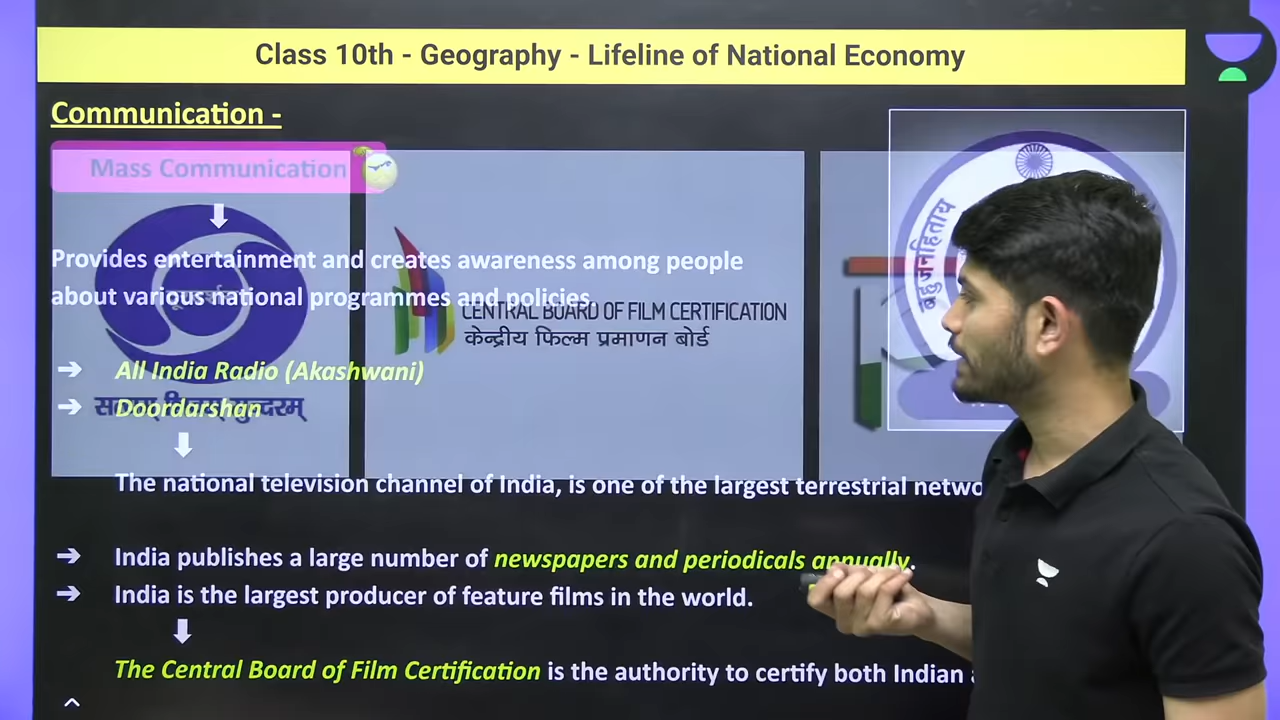 Class 10th - Geography - Lifeline of National Economy
Communication -
Mass Communication
Provides entertainment and creates awareness among people
about various national programmes and policies.
CENTRAL BOARD OF FILM CERTIFICATION
केन्द्रीय फिल्म प्रमाणन बोर्ड
बहुजनहिताय
→ All India Radio (Akashwani)
→ Doordarshan
The national television channel of India, is one of the largest terrestrial netwo
→ India publishes a large number of newspapers and periodicals annually.
→ India is the largest producer of feature films in the world.
The Central Board of Film Certification is the authority to certify both Indian